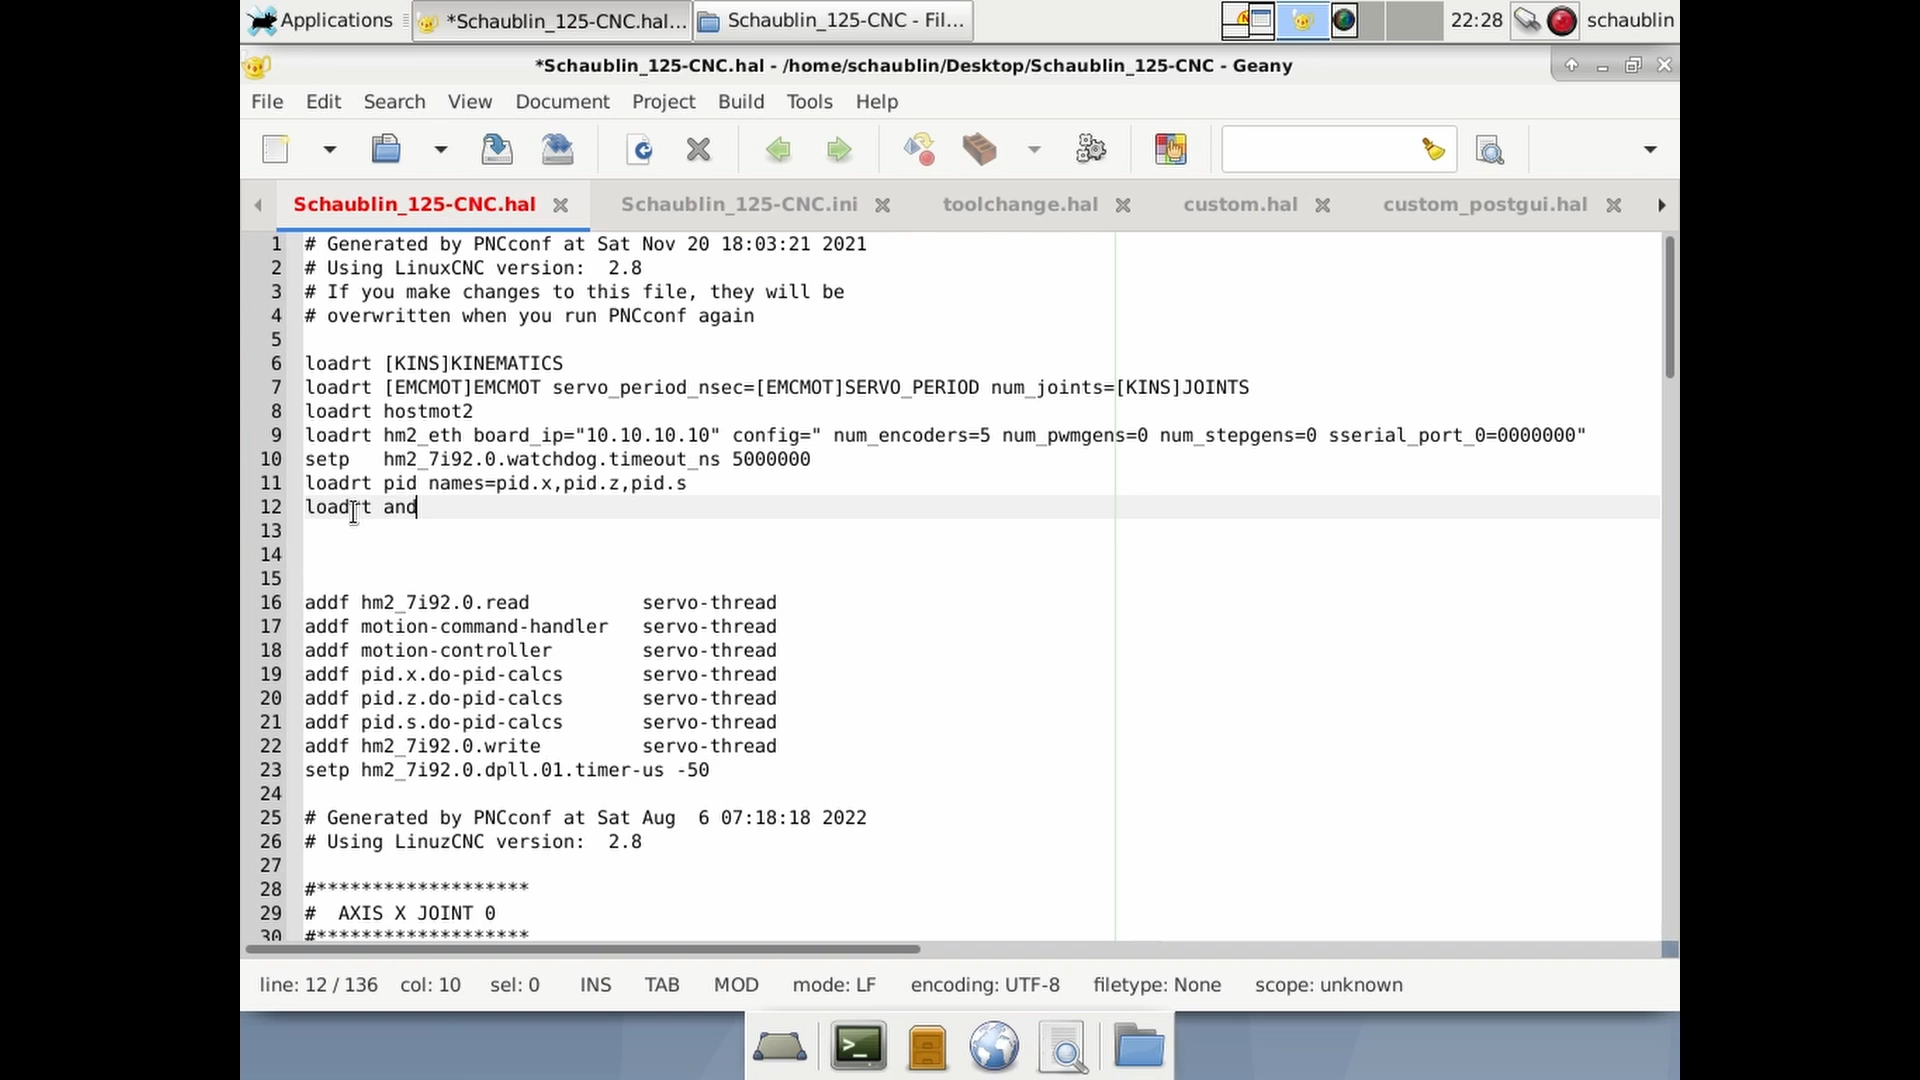 Applications
*Schaublin_125-CNC.hal...
Schaublin_125-CNC - Fil...
22:28
schaublin
*Schaublin_125-CNC.hal - /home/schaublin/Desktop/Schaublin_125-CNC - Geany
File Edit Search View Document Project Build Tools Help
Schaublin_125-CNC.hal
Schaublin_125-CNC.ini
toolchange.hal
custom.hal
custom_postgui.hal
1 # Generated by PNCconf at Sat Nov 20 18:03:21 2021
2 # Using LinuxCNC version:  2.8
3 # If you make changes to this file, they will be
4 # overwritten when you run PNCconf again
5
6 loadrt [KINS]KINEMATICS
7 loadrt [EMCMOT]EMCMOT servo_period_nsec=[EMCMOT]SERVO_PERIOD num_joints=[KINS]JOINTS
8 loadrt hostmot2
9 loadrt hm2_eth board_ip="10.10.10.10" config=" num_encoders=5 num_pwmgens=0 num_stepgens=0 sserial_port_0=0000000"
10 setp   hm2_7i92.0.watchdog.timeout_ns 5000000
11 loadrt pid names=pid.x,pid.z,pid.s
12 loadrt and
13
14
15
16 addf hm2_7i92.0.read          servo-thread
17 addf motion-command-handler   servo-thread
18 addf motion-controller        servo-thread
19 addf pid.x.do-pid-calcs       servo-thread
20 addf pid.z.do-pid-calcs       servo-thread
21 addf pid.s.do-pid-calcs       servo-thread
22 addf hm2_7i92.0.write         servo-thread
23 setp hm2_7i92.0.dpll.01.timer-us -50
24
25 # Generated by PNCconf at Sat Aug  6 07:18:18 2022
26 # Using LinuzCNC version:  2.8
27
28 #*******************
29 #  AXIS X JOINT 0
30 #*******************
line: 12 / 136 col: 10 sel: 0 INS TAB MOD mode: LF encoding: UTF-8 filetype: None scope: unknown